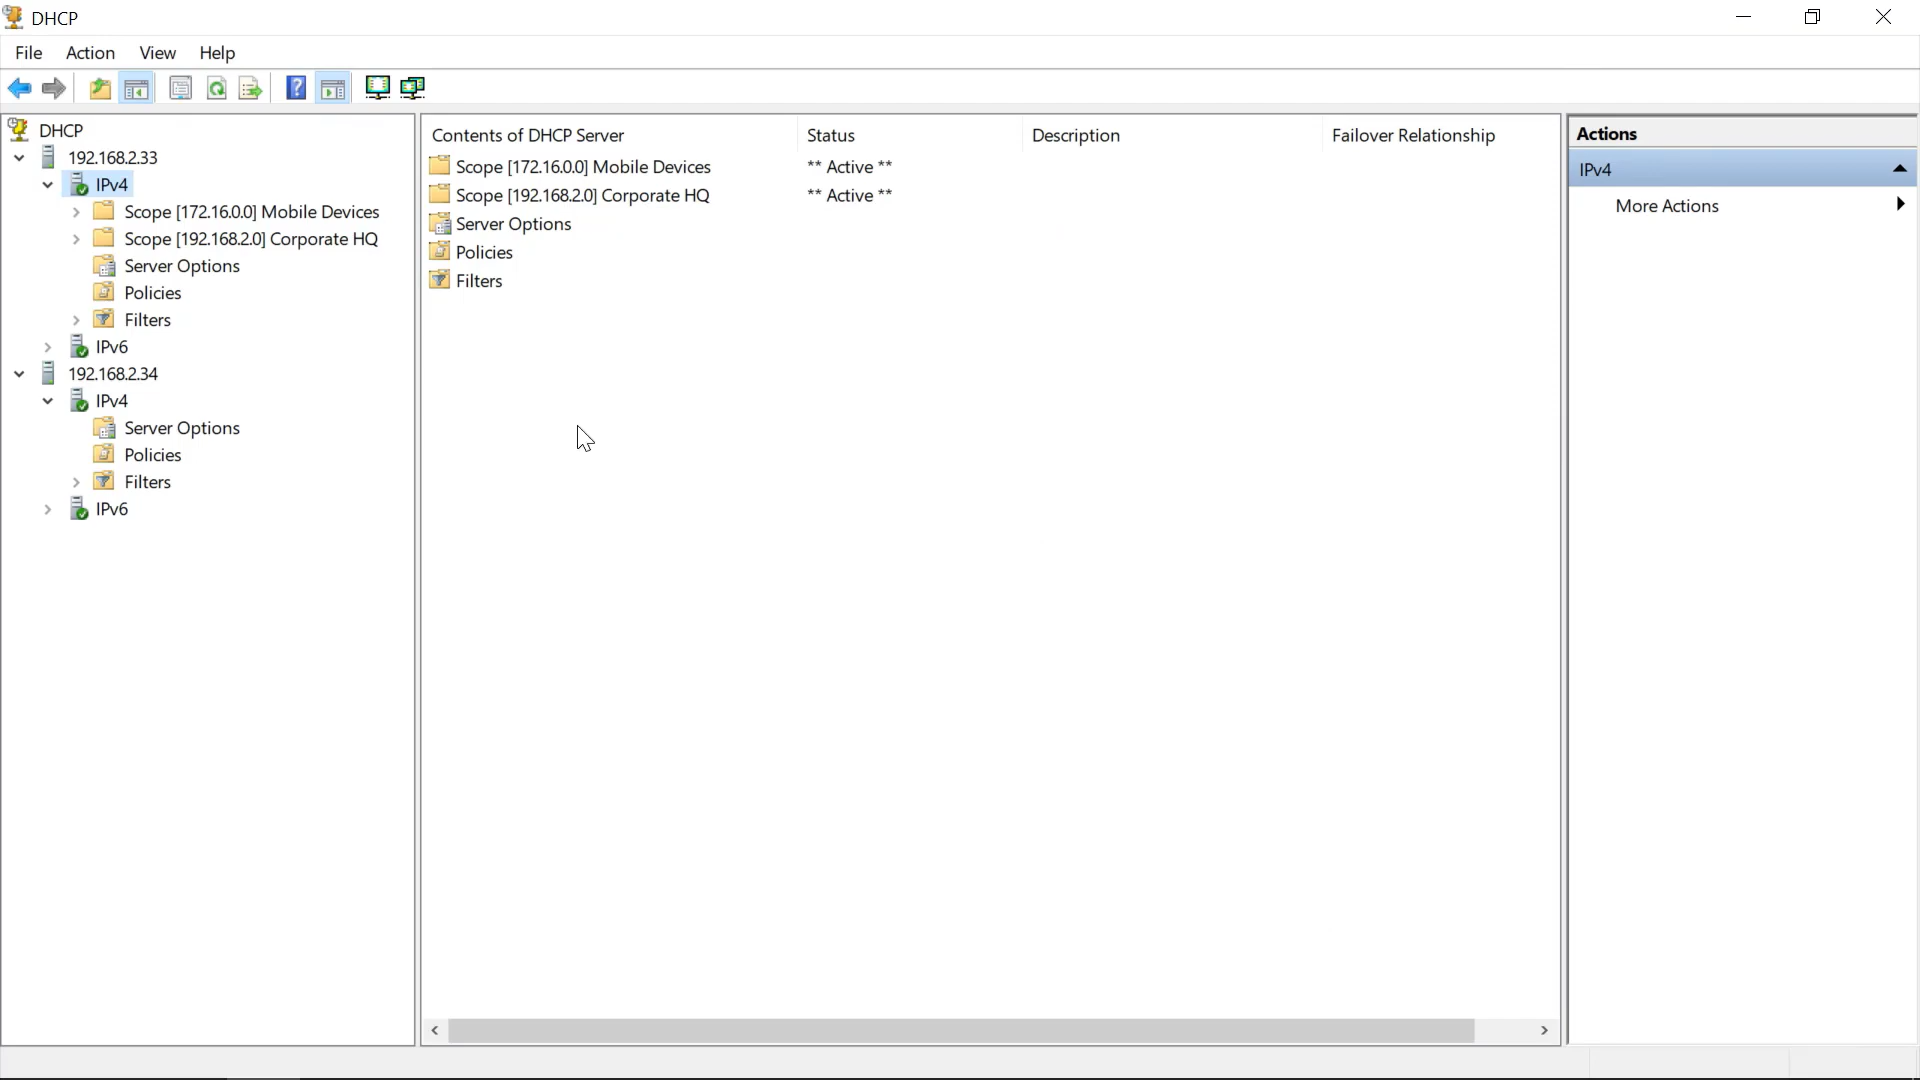 DHCP
File Action View Help
DHCP
192.168.2.33
IPv4
Scope [172.16.0.0] Mobile Devices
Scope [192.168.2.0] Corporate HQ
Server Options
Policies
Filters
IPv6
192.168.2.34
IPv4
Server Options
Policies
Filters
IPv6
Contents of DHCP Server Status Description Failover Relationship
Scope [172.16.0.0] Mobile Devices ** Active **
Scope [192.168.2.0] Corporate HQ ** Active **
Server Options
Policies
Filters
Actions
IPv4
More Actions